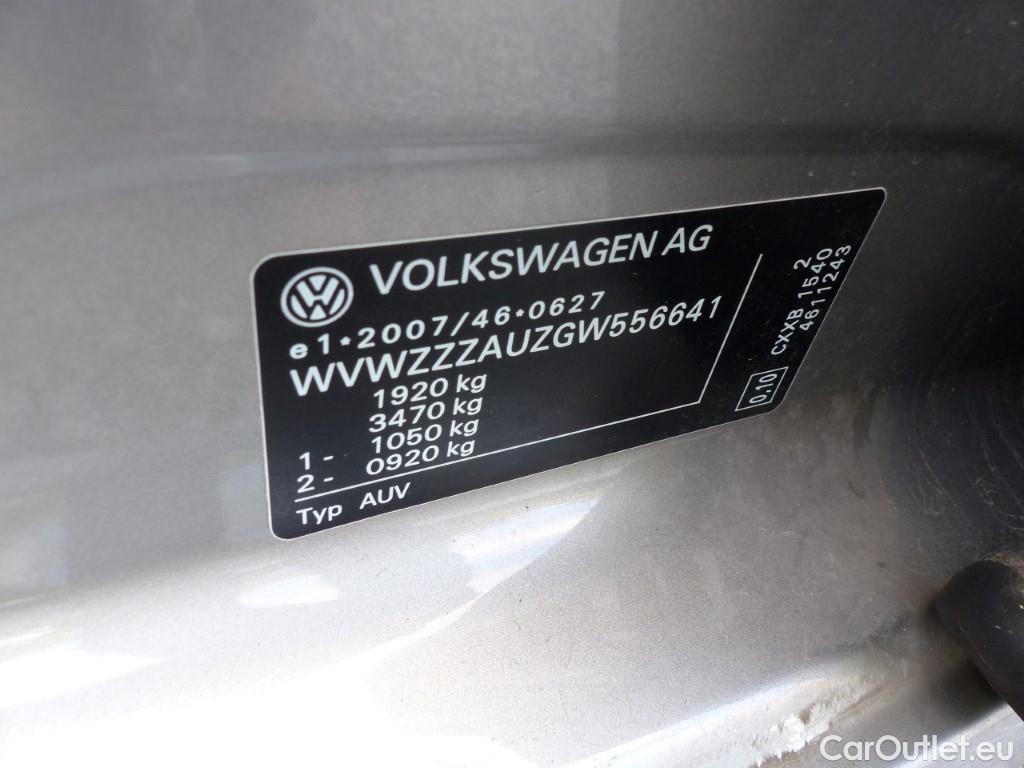 VOLKSWAGEN AG
e1*2007/46*0627
WVWZZZAUZGW556641
1920 kg
3470 kg
1 - 1050 kg
2 - 0920 kg
Typ AUV
2
CXXB 1540
4611243
0,10
CarOutlet.eu